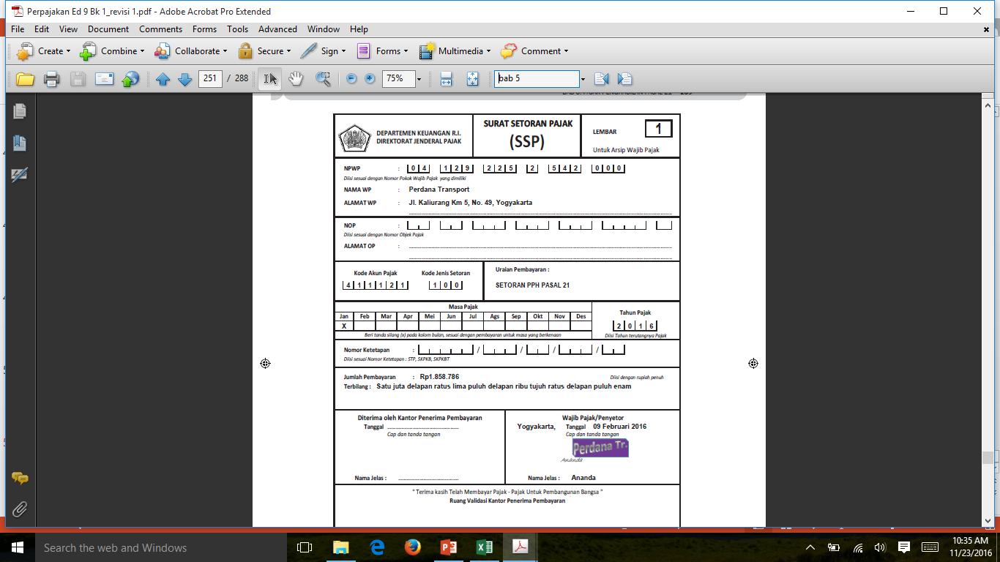 Perpajakan Ed 9 Bk 1_revisi 1.pdf - Adobe Acrobat Pro Extended
File Edit View Document Comments Forms Tools Advanced Window Help
Create Combine Collaborate Secure Sign Forms Multimedia Comment
251 / 288 75% bab 5
DEPARTEMEN KEUANGAN R.I.
DIREKTORAT JENDERAL PAJAK
SURAT SETORAN PAJAK
(SSP)
LEMBAR 1
Untuk Arsip Wajib Pajak
NPWP : 0 4 1 2 9 2 2 5 2 5 4 2 0 0 0
Diisi sesuai dengan Nomor Pokok Wajib Pajak yang dimiliki
NAMA WP : Perdana Transport
ALAMAT WP : Jl. Kaliurang Km 5, No. 49, Yogyakarta
NOP :
Diisi sesuai dengan Nomor Objek Pajak
ALAMAT OP :
Kode Akun Pajak Kode Jenis Setoran
4 1 1 1 2 1 1 0 0
Uraian Pembayaran :
SETORAN PPH PASAL 21
Masa Pajak
Jan Feb Mar Apr Mei Jun Jul Ags Sep Okt Nov Des
X
Beri tanda silang (x) pada kolom bulan, sesuai dengan pembayaran untuk masa yang berkenaan
Tahun Pajak
2 0 1 6
Diisi Tahun terutangnya Pajak
Nomor Ketetapan : / / / /
Diisi sesuai Nomor Ketetapan : STP, SKPKB, SKPKBT
Jumlah Pembayaran : Rp1.858.786 Diisi dengan rupiah penuh
Terbilang : Satu juta delapan ratus lima puluh delapan ribu tujuh ratus delapan puluh enam
Diterima oleh Kantor Penerima Pembayaran
Tanggal
Cap dan tanda tangan
Nama Jelas :
Wajib Pajak/Penyetor
Yogyakarta, Tanggal 09 Februari 2016
Cap dan tanda tangan
Perdana Tr.
Ananda
Nama Jelas : Ananda
" Terima kasih Telah Membayar Pajak - Pajak Untuk Pembangunan Bangsa "
Ruang Validasi Kantor Penerima Pembayaran
Search the web and Windows
10:35 AM
11/23/2016